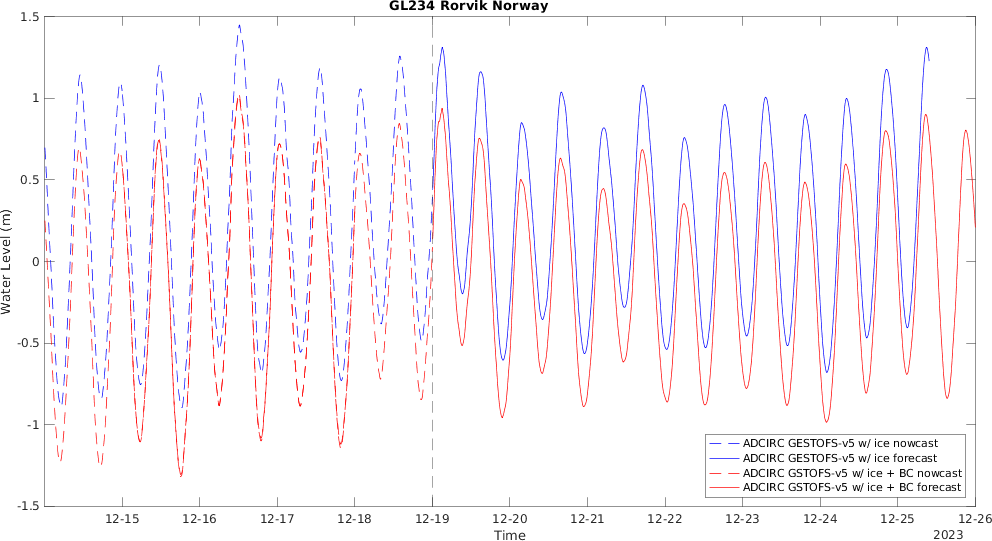 GL234 Rorvik Norway
1.5
1
0.5
0
-0.5
-1
-1.5
Water Level (m)
12-15 12-16 12-17 12-18 12-19 12-20 12-21 12-22 12-23 12-24 12-25 12-26
Time
2023
ADCIRC GESTOFS-v5 w/ ice nowcast
ADCIRC GESTOFS-v5 w/ ice forecast
ADCIRC GSTOFS-v5 w/ ice + BC nowcast
ADCIRC GSTOFS-v5 w/ ice + BC forecast